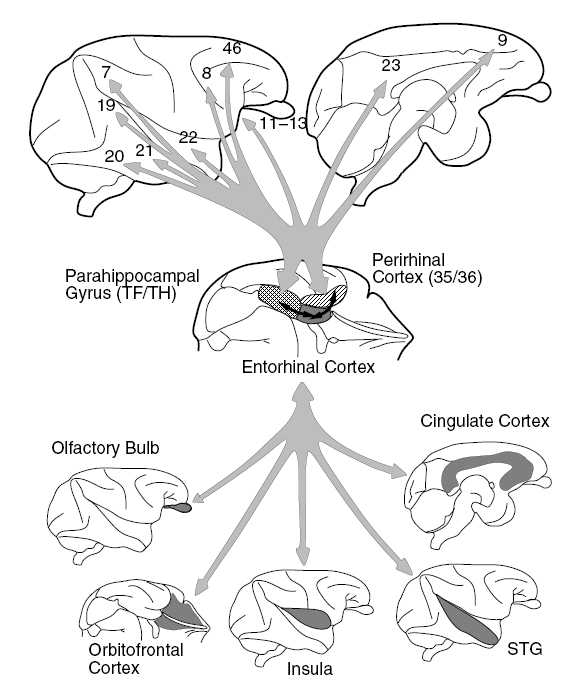 46
9
7
8
23
19
11–13
22
20
21
Parahippocampal
Gyrus (TF/TH)
Perirhinal
Cortex (35/36)
Entorhinal Cortex
Cingulate Cortex
Olfactory Bulb
Orbitofrontal
Cortex
Insula
STG